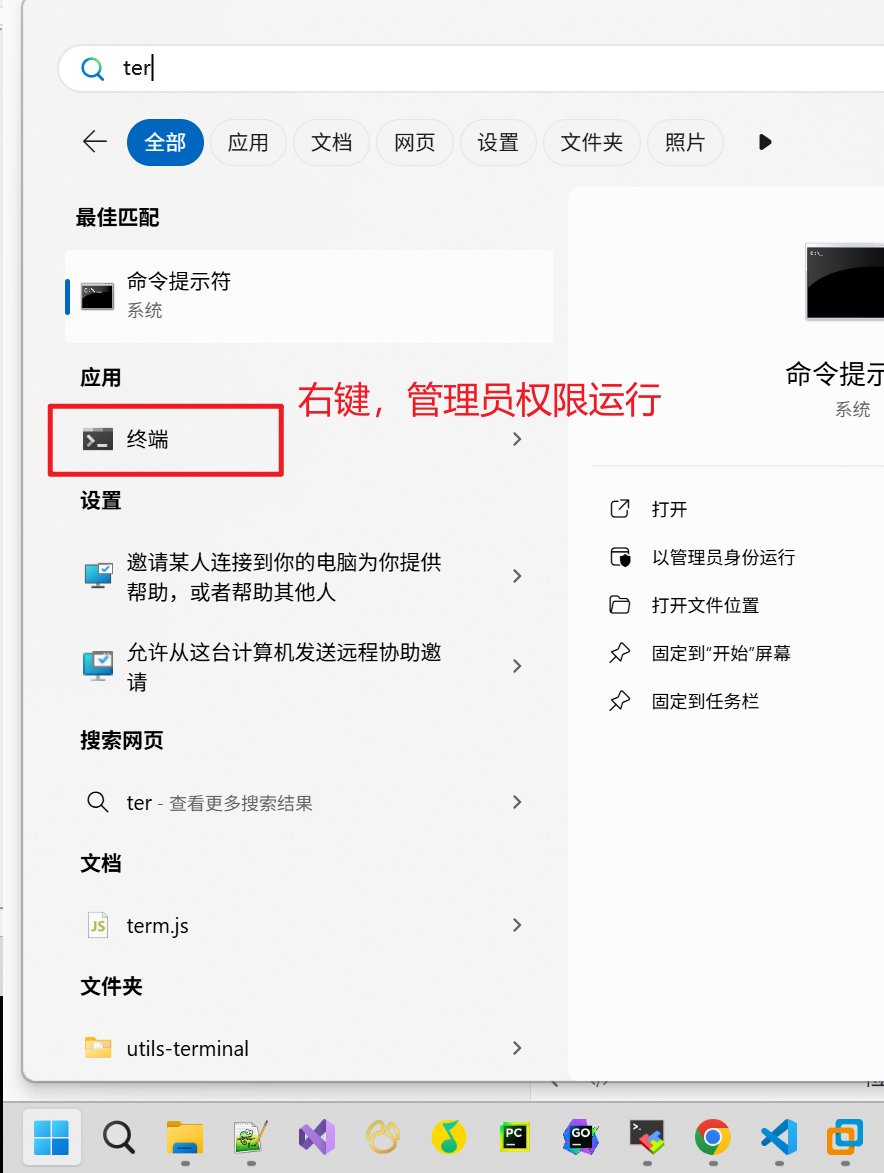 ter
全部
应用
文档
网页
设置
文件夹
照片
最佳匹配
命令提示符
系统
应用
右键，管理员权限运行
终端
设置
邀请某人连接到你的电脑为你提供
帮助，或者帮助其他人
允许从这台计算机发送远程协助邀
请
搜索网页
ter - 查看更多搜索结果
文档
JS
term.js
文件夹
utils-terminal
命令提示
系统
打开
以管理员身份运行
打开文件位置
固定到“开始”屏幕
固定到任务栏
PC
GO